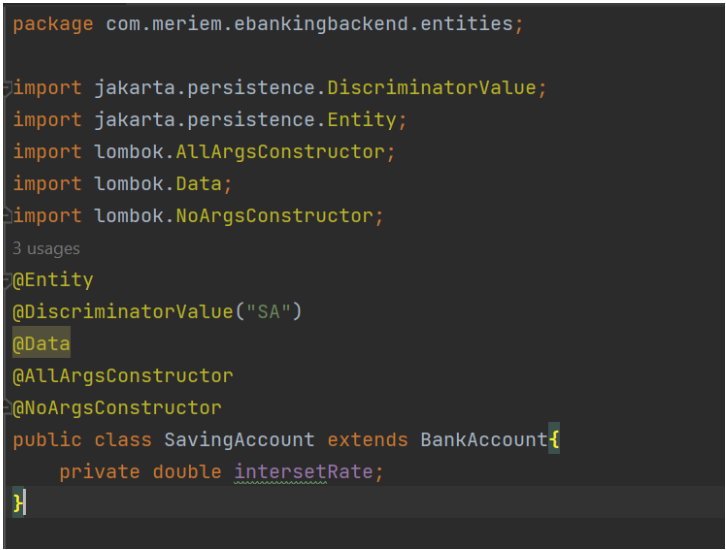 package com.meriem.ebankingbackend.entities;
import jakarta.persistence.DiscriminatorValue;
import jakarta.persistence.Entity;
import lombok.AllArgsConstructor;
import lombok.Data;
import lombok.NoArgsConstructor;
3 usages
@Entity
@DiscriminatorValue("SA")
@Data
@AllArgsConstructor
@NoArgsConstructor
public class SavingAccount extends BankAccount{
    private double intersetRate;
}